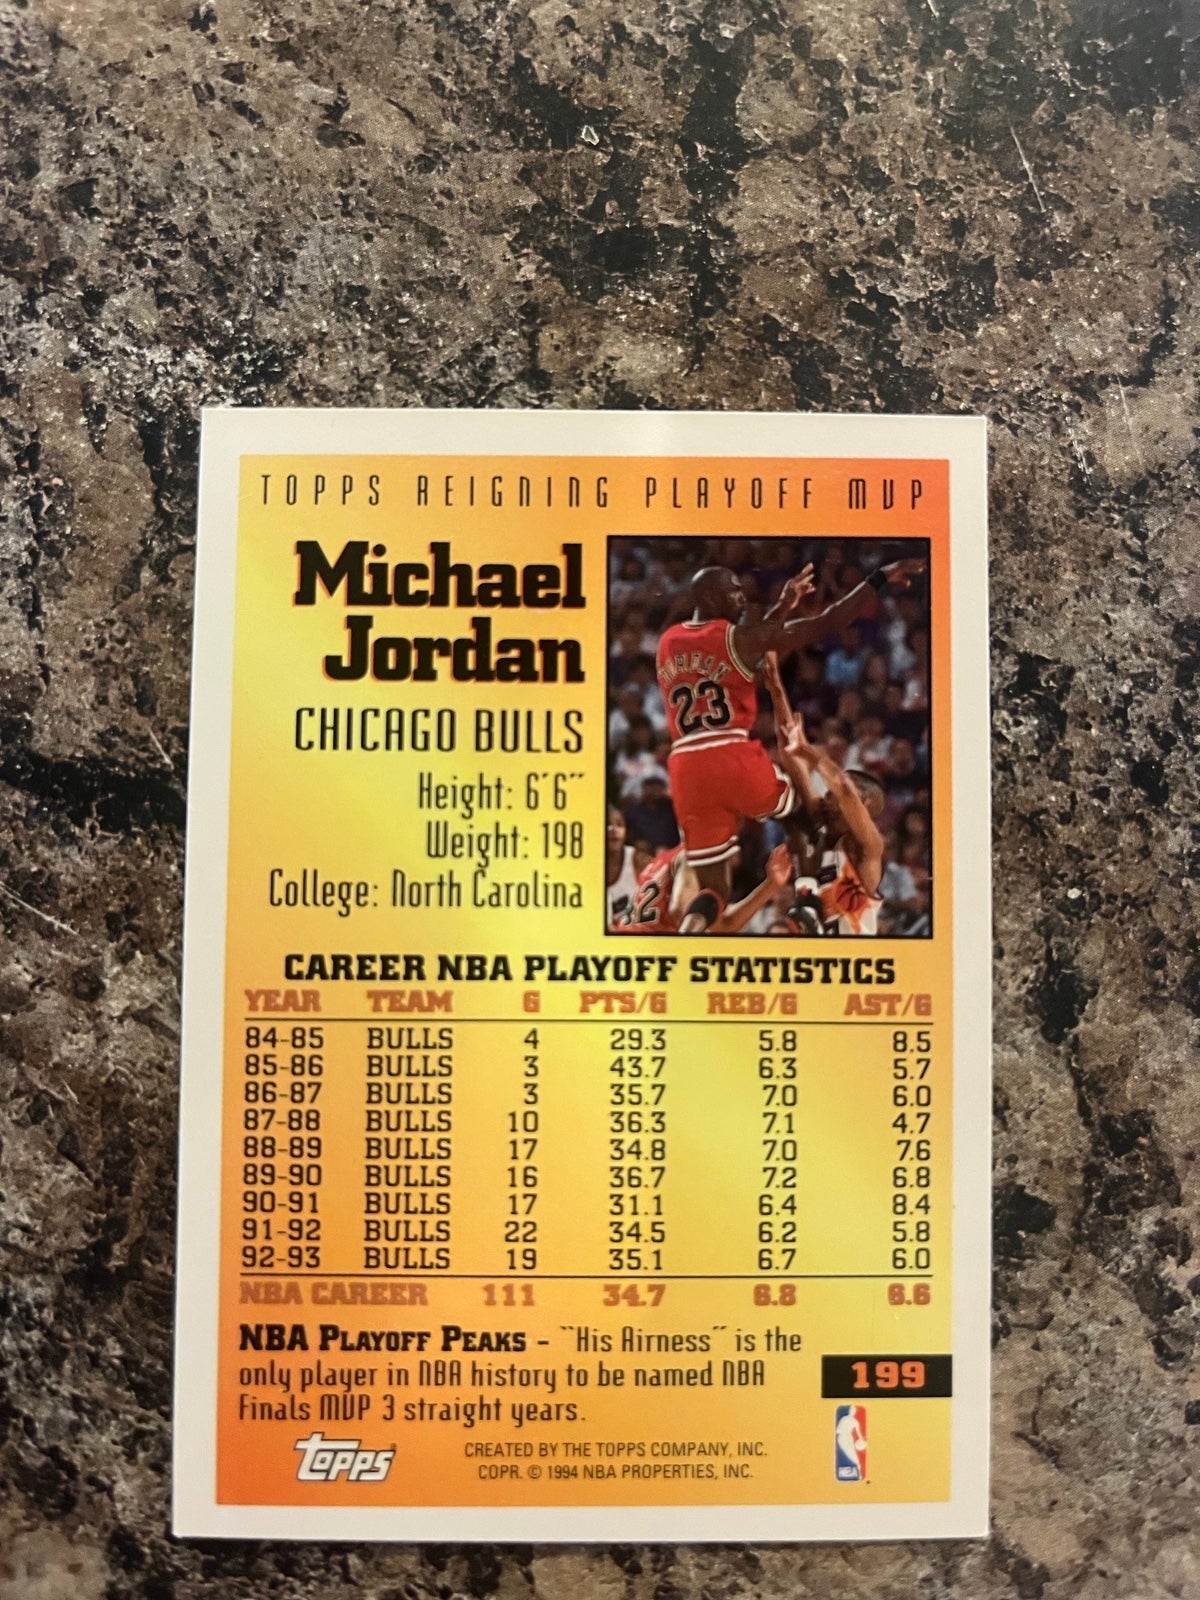 TOPPS REIGNING PLAYOFF MVP
Michael
Jordan
CHICAGO BULLS
Height: 6'6"
Weight: 198
College: North Carolina
JORDAN
23
CAREER NBA PLAYOFF STATISTICS
YEAR TEAM G PTS/G REB/G AST/G
84-85 BULLS 4 29.3 5.8 8.5
85-86 BULLS 3 43.7 6.3 5.7
86-87 BULLS 3 35.7 7.0 6.0
87-88 BULLS 10 36.3 7.1 4.7
88-89 BULLS 17 34.8 7.0 7.6
89-90 BULLS 16 36.7 7.2 6.8
90-91 BULLS 17 31.1 6.4 8.4
91-92 BULLS 22 34.5 6.2 5.8
92-93 BULLS 19 35.1 6.7 6.0
NBA CAREER 111 34.7 6.8 6.6
NBA PLAYOFF PEAKS - "His Airness" is the
only player in NBA history to be named NBA
Finals MVP 3 straight years.
199
TOPPS
CREATED BY THE TOPPS COMPANY, INC.
COPR. © 1994 NBA PROPERTIES, INC.
NBA